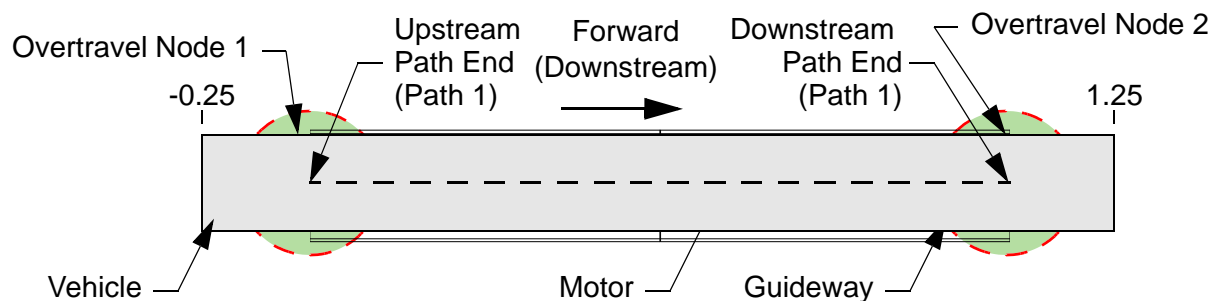 Overtravel Node 1
Upstream
Path End
(Path 1)
Forward
(Downstream)
Downstream
Path End
(Path 1)
Overtravel Node 2
-0.25
1.25
Vehicle
Motor
Guideway